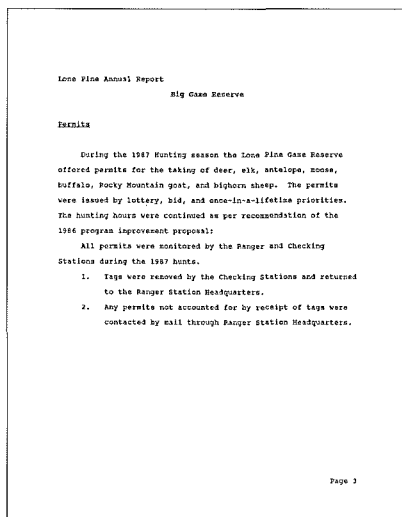 Lone Pine Annual Report
Big Game Reserve
Permits
During the 1987 Hunting season the Lone Pine Game Reserve
offered permits for the taking of deer, elk, antelope, moose,
buffalo, Rocky Mountain goat, and bighorn sheep. The permits
were issued by lottery, bid, and once-in-a-lifetime priorities.
The hunting hours were continued as per recommendation of the
1986 program improvement proposal:
All permits were monitored by the Ranger and Checking
Stations during the 1987 hunts.
1. Tags were removed by the Checking Stations and returned
to the Ranger Station Headquarters.
2. Any permits not accounted for by receipt of tags were
contacted by mail through Ranger Station Headquarters.
Page 3